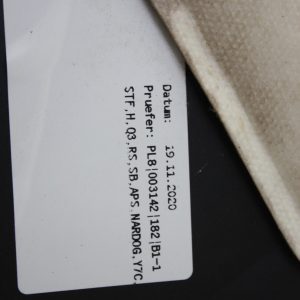 Datum: 19.11.2020
Pruefer: PL8|003142|182|B1-1
STF,H,Q3,RS,SB,APS,NARDOG,Y7C,